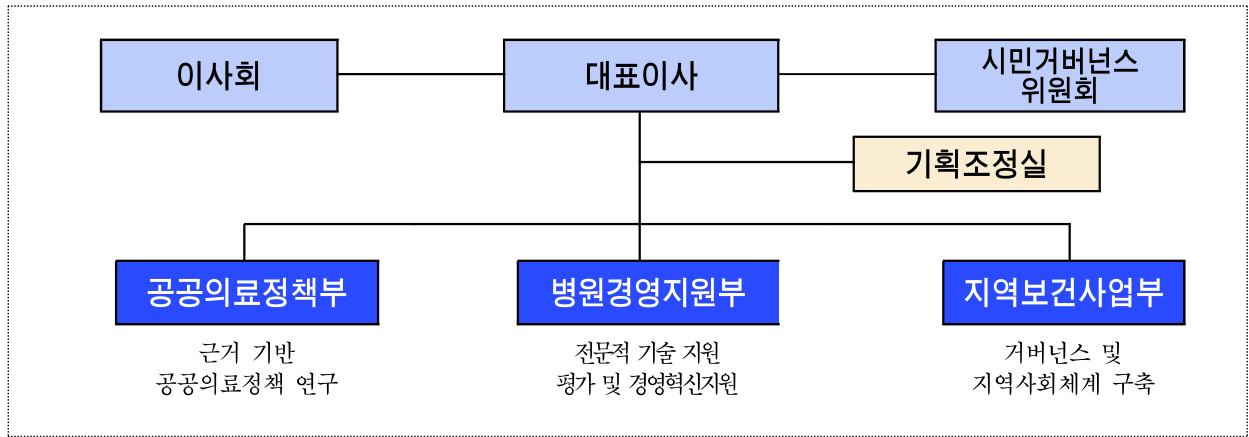 이사회
대표이사
시민거버넌스
위원회
기획조정실
공공의료정책부
병원경영지원부
지역보건사업부
근거 기반
공공의료정책 연구
전문적 기술 지원
평가 및 경영혁신지원
거버넌스 및
지역사회체계 구축